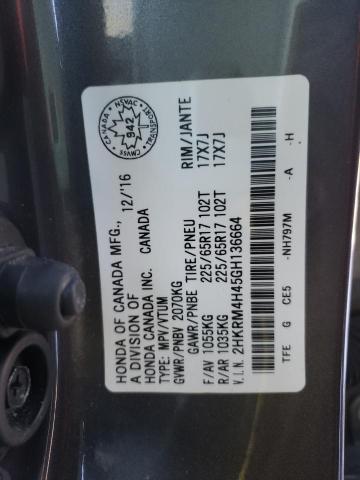 HONDA OF CANADA MFG., 12/'16
A DIVISION OF
HONDA CANADA INC. CANADA
TYPE: MPV/VTUM
GVWR/PNBV 2070KG
GAWR/PNBE TIRE/PNEU RIM/JANTE
F/AV 1055KG 225/65R17 102T 17X7J
R/AR 1035KG 225/65R17 102T 17X7J
V.I.N. 2HKRM4H45GH136664
TFE G CE5 -NH797M -A -H
CANADA
NSVAC
942
CMVSS
TRANSPORT